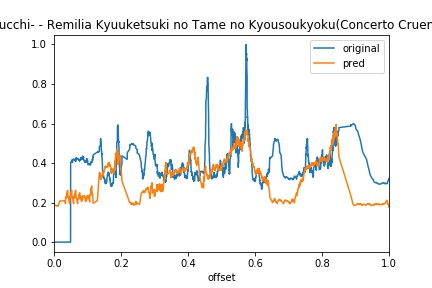 ucchi- - Remilia Kyuuketsuki no Tame no Kyousoukyoku(Concerto Cruen
original
pred
1.0
0.8
0.6
0.4
0.2
0.0
0.0 0.2 0.4 0.6 0.8 1.0
offset